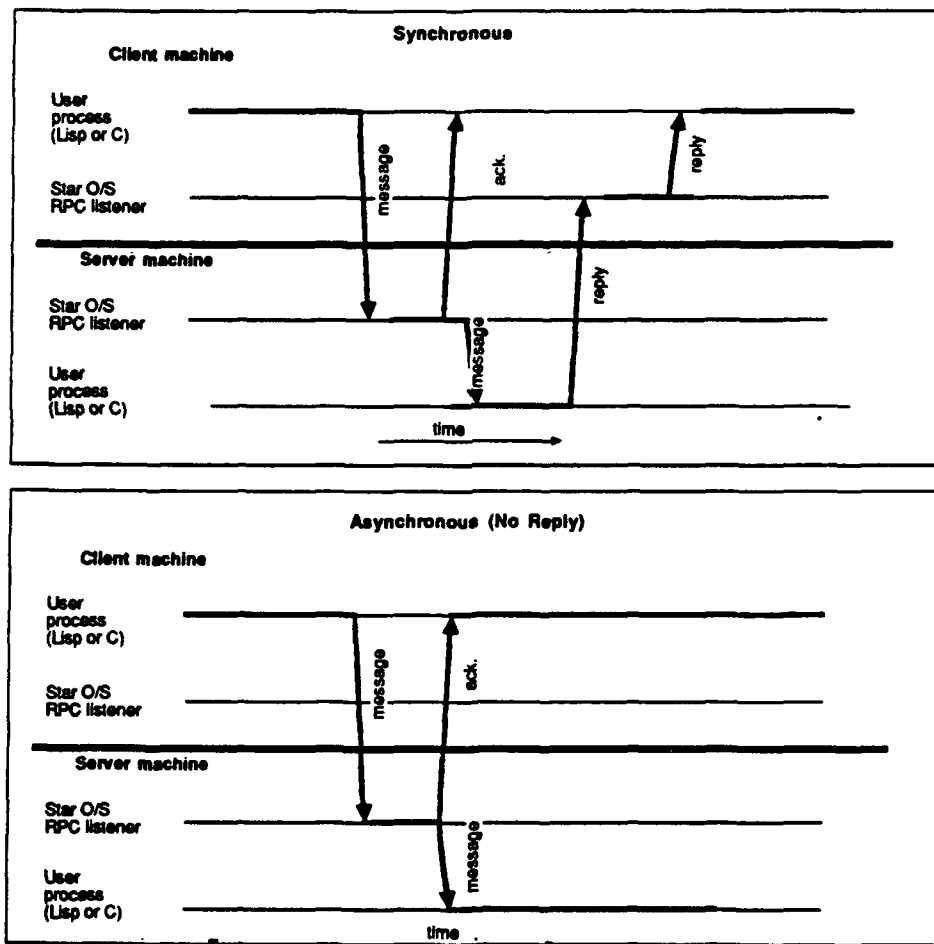 Synchronous
Client machine
User
process
(Lisp or C)
message
ack.
reply
Star O/S
RPC listener
Server machine
reply
Star O/S
RPC listener
message
User
process
(Lisp or C)
time
Asynchronous (No Reply)
Client machine
User
process
(Lisp or C)
message
ack.
Star O/S
RPC listener
Server machine
Star O/S
RPC listener
message
User
process
(Lisp or C)
time